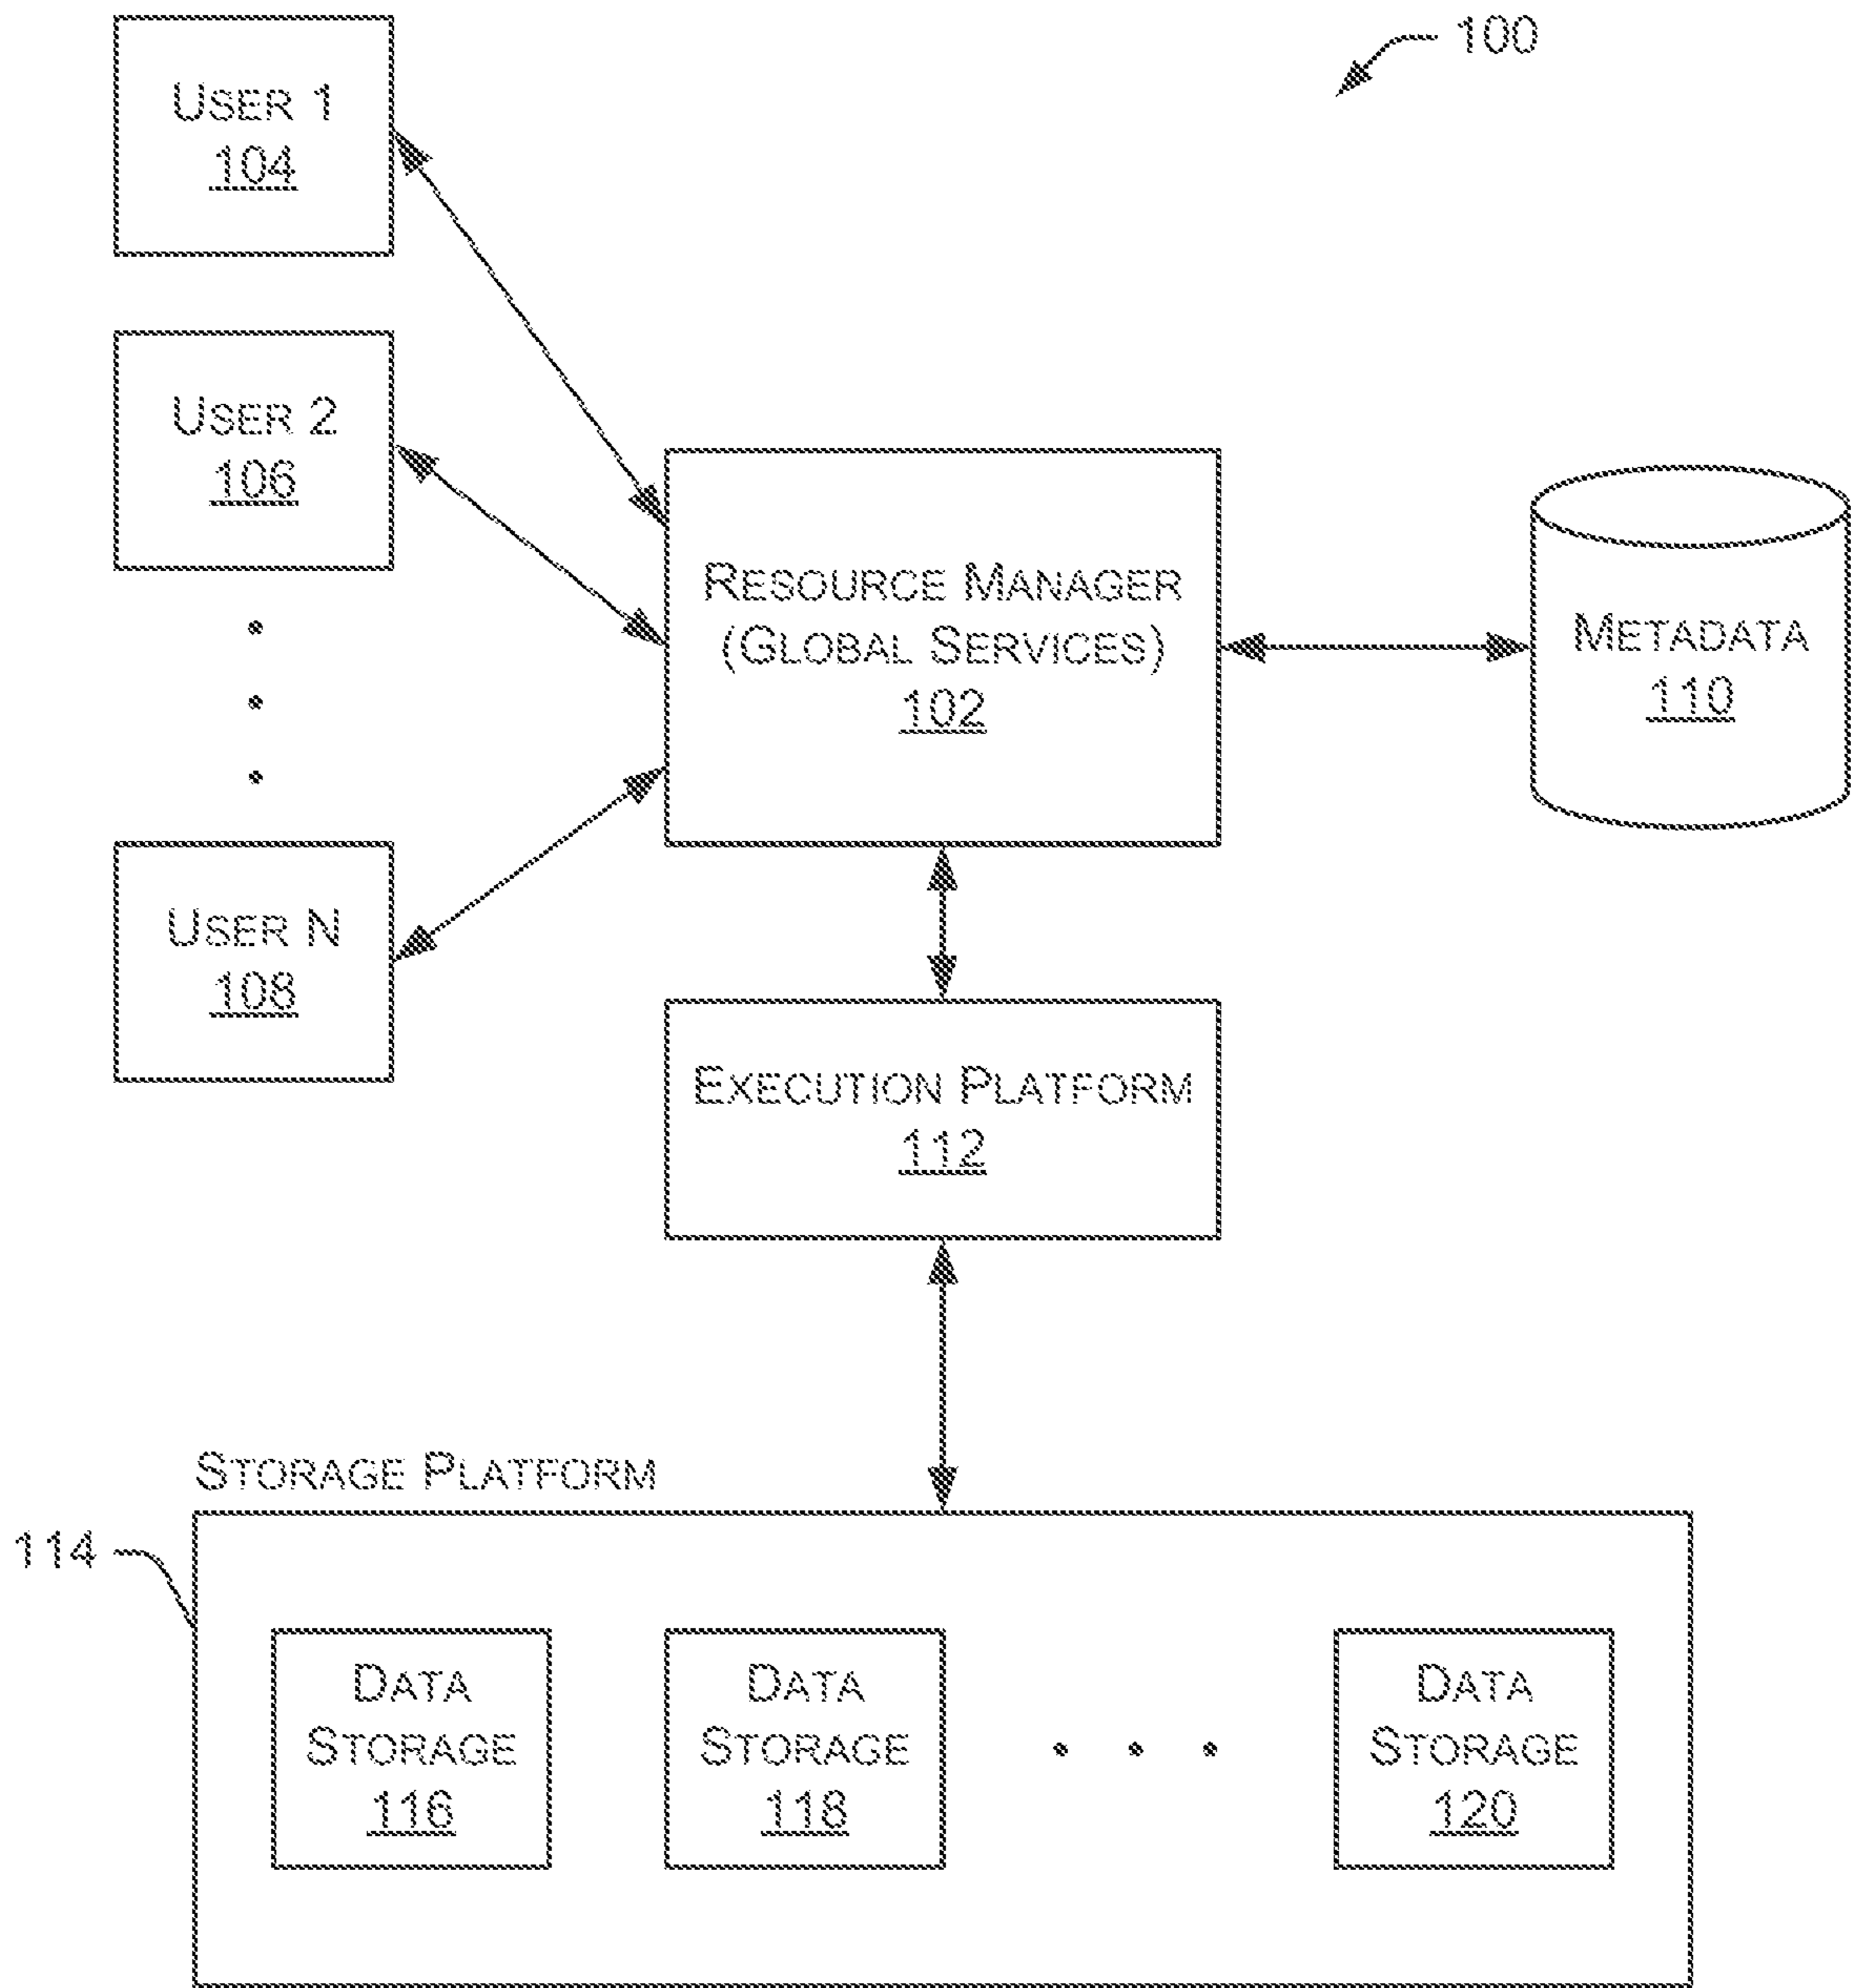 100
USER 1
104
USER 2
106
RESOURCE MANAGER
(GLOBAL SERVICES)
102
METADATA
110
USER N
108
EXECUTION PLATFORM
112
STORAGE PLATFORM
114
DATA
STORAGE
116
DATA
STORAGE
118
DATA
STORAGE
120